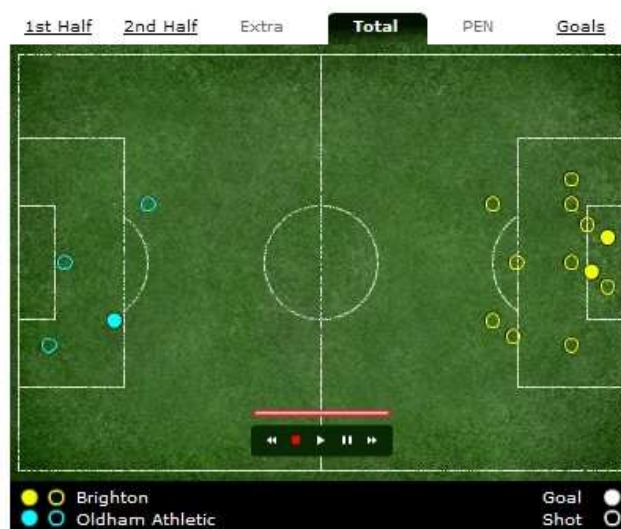 1st Half 2nd Half Extra Total PEN Goals
Brighton Goal
Oldham Athletic Shot